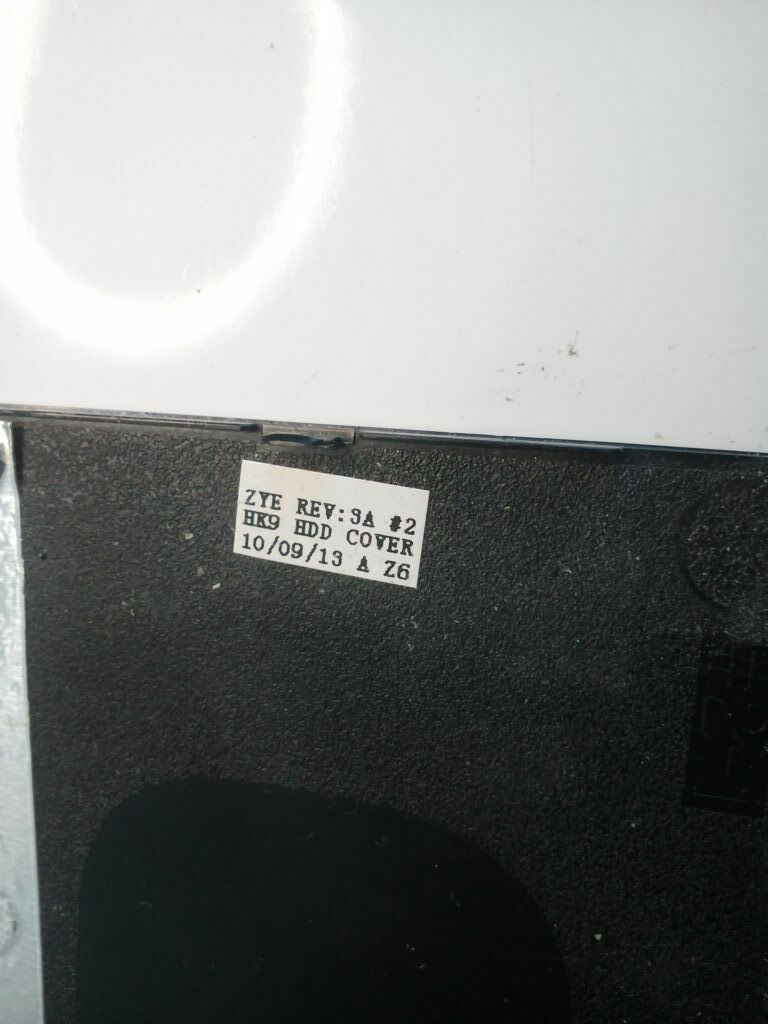 ZYE REV:3A #2
HK9 HDD COVER
10/09/13 A Z6